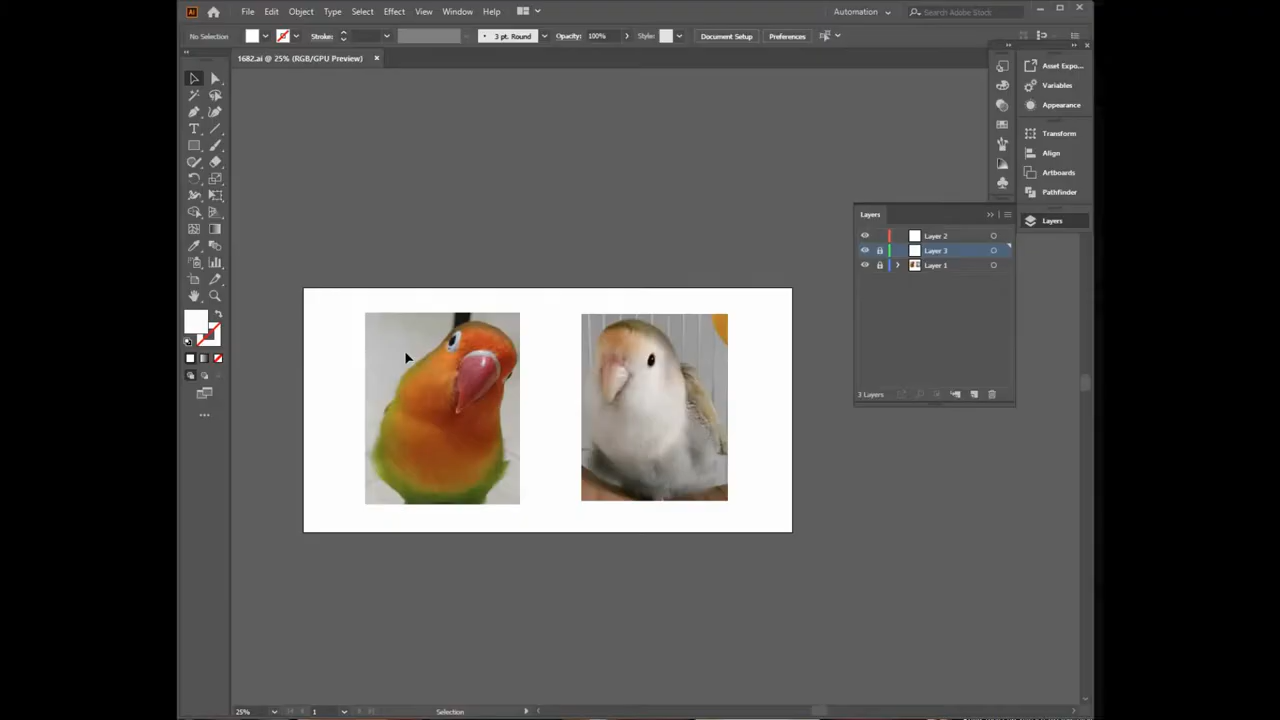 Ai File Edit Object Type Select Effect View Window Help Automation Search Adobe Stock
No Selection Stroke: 3 pt. Round Opacity: 100% Style: Document Setup Preferences
1682.ai @ 25% (RGB/GPU Preview)
Asset Expo...
Variables
Appearance
Transform
Align
Artboards
Pathfinder
Layers
Layers
Layer 2
Layer 3
Layer 1
3 Layers
25% 1 Selection